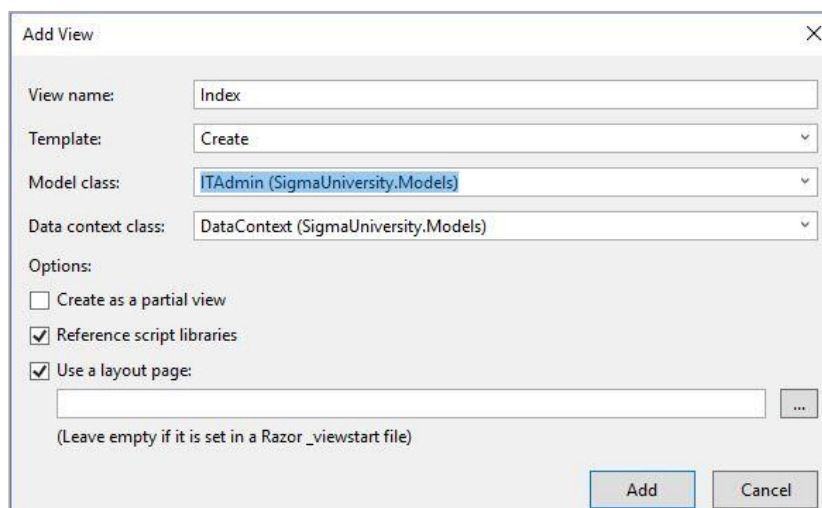 Add View
View name: Index
Template: Create
Model class: ITAdmin (SigmaUniversity.Models)
Data context class: DataContext (SigmaUniversity.Models)
Options:
Create as a partial view
Reference script libraries
Use a layout page:
...
(Leave empty if it is set in a Razor _viewstart file)
Add Cancel